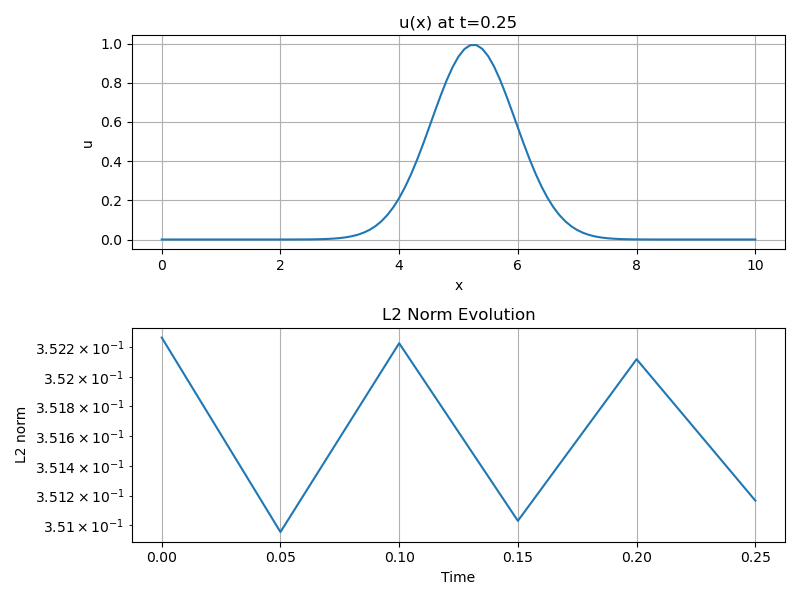 u(x) at t=0.25
1.0
0.8
0.6
0.4
0.2
0.0
u
0 2 4 6 8 10
x
L2 Norm Evolution
3.522 × 10⁻¹
3.52 × 10⁻¹
3.518 × 10⁻¹
3.516 × 10⁻¹
3.514 × 10⁻¹
3.512 × 10⁻¹
3.51 × 10⁻¹
L2 norm
0.00 0.05 0.10 0.15 0.20 0.25
Time